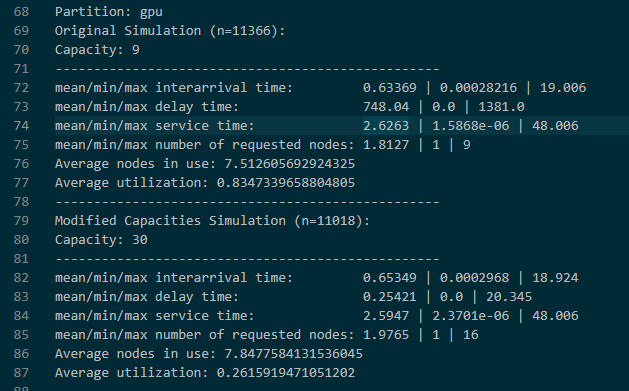 68 Partition: gpu
69 Original Simulation (n=11366):
70 Capacity: 9
71 --------------------------------------------------
72 mean/min/max interarrival time: 0.63369 | 0.00028216 | 19.006
73 mean/min/max delay time: 748.04 | 0.0 | 1381.0
74 mean/min/max service time: 2.6263 | 1.5868e-06 | 48.006
75 mean/min/max number of requested nodes: 1.8127 | 1 | 9
76 Average nodes in use: 7.512605692924325
77 Average utilization: 0.8347339658804805
78 --------------------------------------------------
79 Modified Capacities Simulation (n=11018):
80 Capacity: 30
81 --------------------------------------------------
82 mean/min/max interarrival time: 0.65349 | 0.0002968 | 18.924
83 mean/min/max delay time: 0.25421 | 0.0 | 20.345
84 mean/min/max service time: 2.5947 | 2.3701e-06 | 48.006
85 mean/min/max number of requested nodes: 1.9765 | 1 | 16
86 Average nodes in use: 7.8477584131536045
87 Average utilization: 0.2615919471051202